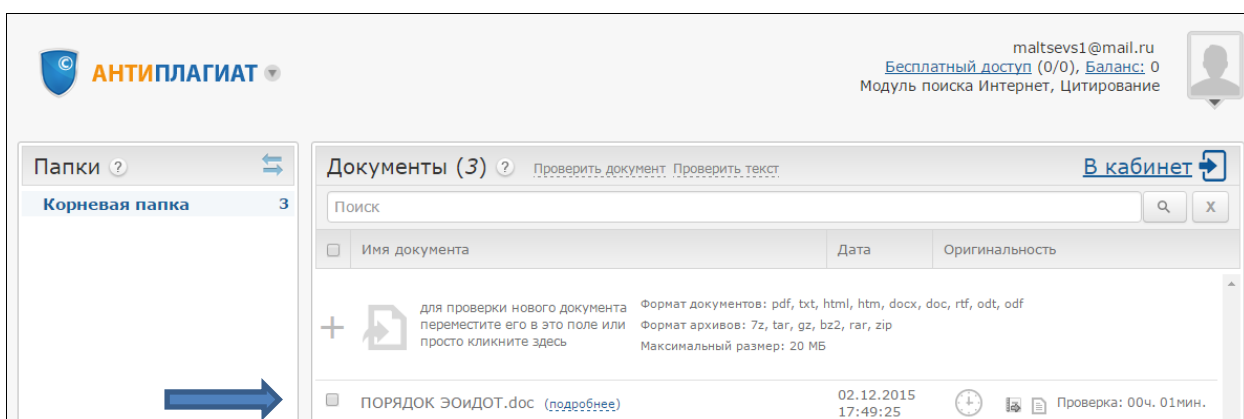 maltsevs1@mail.ru
Бесплатный доступ (0/0), Баланс: 0
Модуль поиска Интернет, Цитирование
© АНТИПЛАГИАТ
Папки ?
Корневая папка 3
Документы (3) ? Проверить документ Проверить текст В кабинет
Поиск X
Имя документа Дата Оригинальность
для проверки нового документа
переместите его в это поле или
просто кликните здесь
Формат документов: pdf, txt, html, htm, docx, doc, rtf, odt, odf
Формат архивов: 7z, tar, gz, bz2, rar, zip
Максимальный размер: 20 МБ
ПОРЯДОК ЭОиДОТ.doc (подробнее)
02.12.2015
17:49:25
Проверка: 00ч. 01мин.